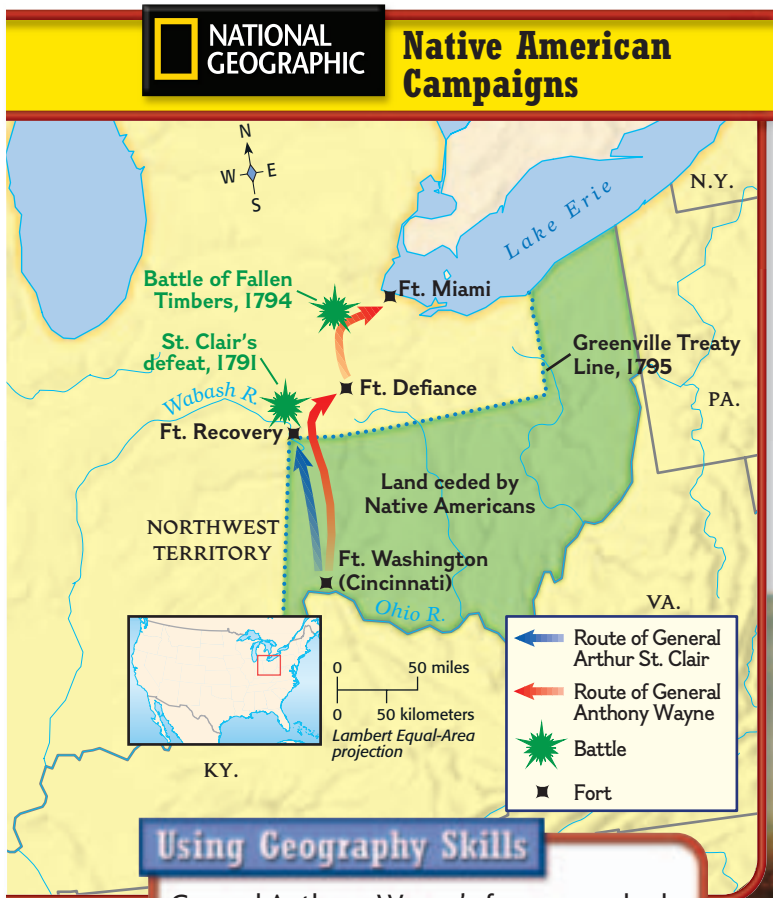 NATIONAL
GEOGRAPHIC
Native American
Campaigns
N
W
E
S
N.Y.
Lake Erie
Battle of Fallen
Timbers, 1794
Ft. Miami
St. Clair's
defeat, 1791
Greenville Treaty
Line, 1795
Wabash R.
Ft. Defiance
PA.
Ft. Recovery
Land ceded by
Native Americans
NORTHWEST
TERRITORY
Ft. Washington
(Cincinnati)
Ohio R.
VA.
0
50 miles
0
50 kilometers
Lambert Equal-Area
projection
KY.
Route of General
Arthur St. Clair
Route of General
Anthony Wayne
Battle
Fort
Using Geography Skills